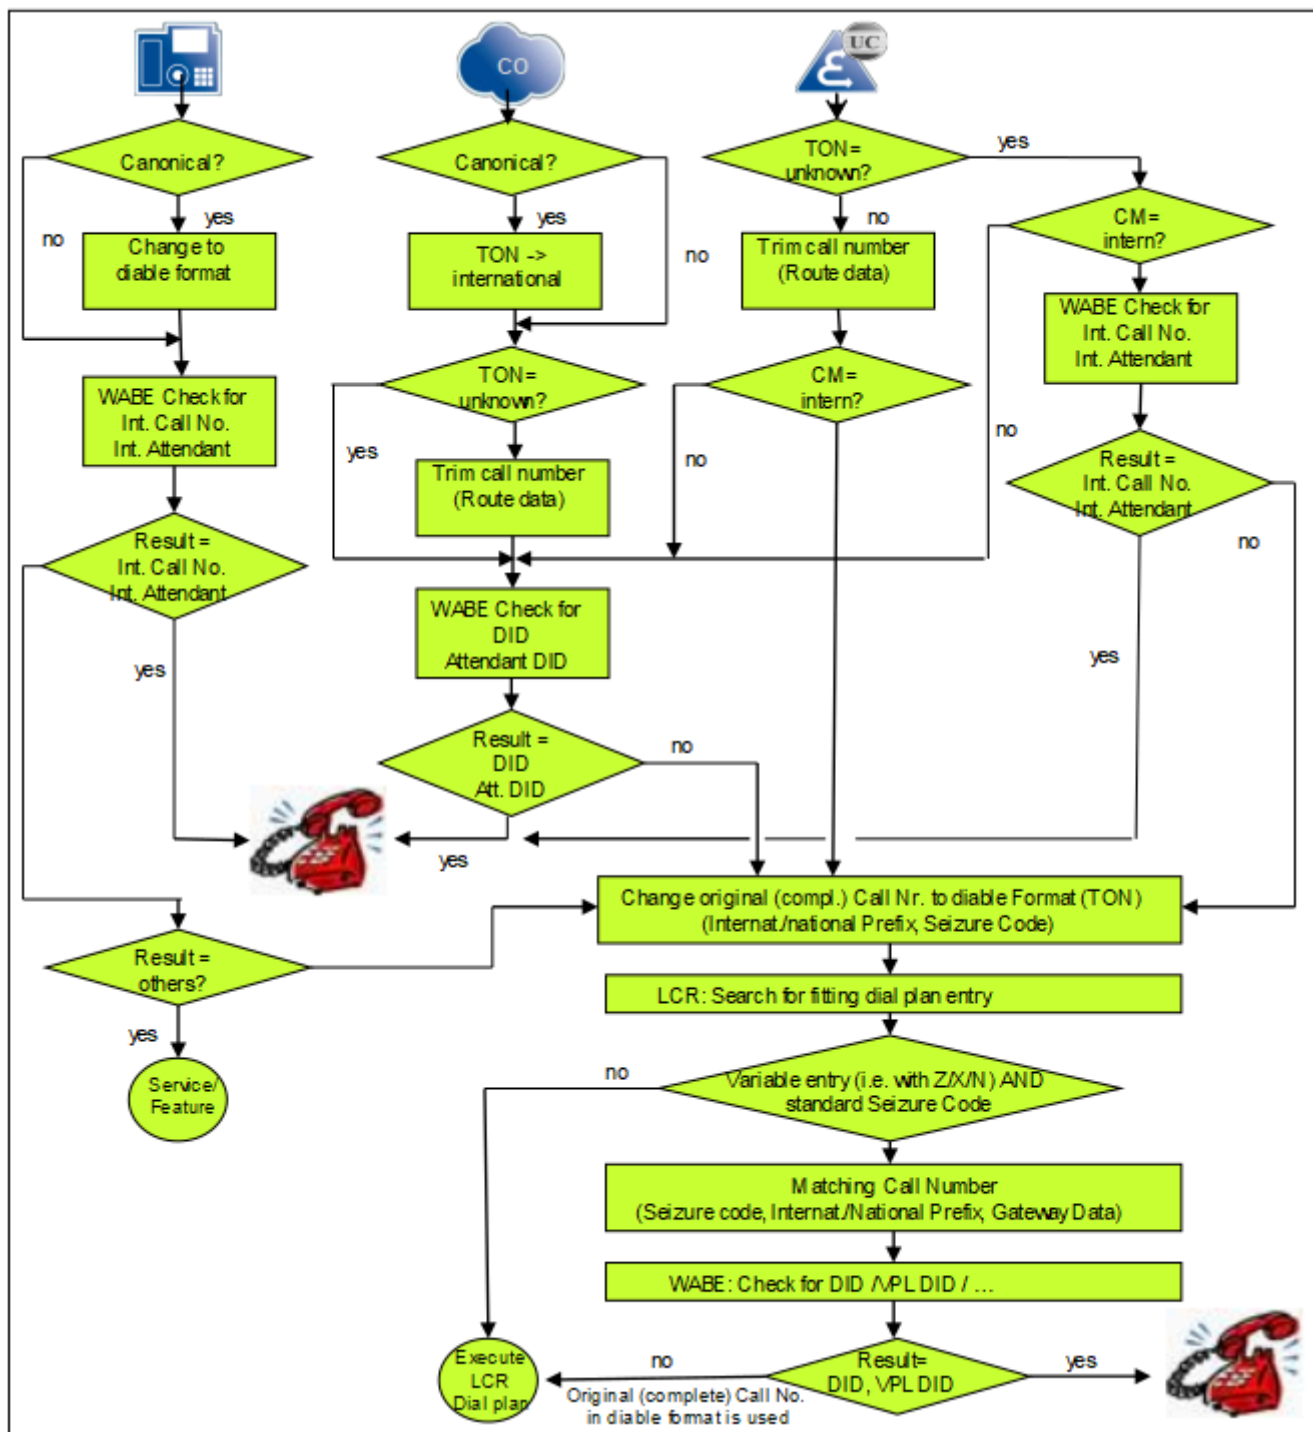 CO
UC
Canonical?
Canonical?
TON=
unknown?
yes
no
yes
Change to
diable format
yes
TON ->
international
no
no
Trim call number
(Route data)
no
CM=
intern?
WABE Check for
Int. Call No.
Int. Attendant
WABE Check for
Int. Call No.
Int. Attendant
TON=
unknown?
yes
CM=
intern?
no
no
Trim call number
(Route data)
Result =
Int. Call No.
Int. Attendant
no
Result =
Int. Call No.
Int. Attendant
yes
WABE Check for
DID
Attendant DID
yes
Result =
DID
Att. DID
no
yes
Change original (compl.) Call Nr. to diable Format (TON)
(Internat./national Prefix, Seizure Code)
Result =
others?
yes
LCR: Search for fitting dial plan entry
Service/
Feature
no
Variable entry (i.e. with Z/X/N) AND
standard Seizure Code
Matching Call Number
(Seizure code, Internat./National Prefix, Gateway Data)
WABE: Check for DID /VPL DID / ...
Execute
LCR
Dial plan
no
Original (complete) Call No.
in diable format is used
Result=
DID, VPL DID
yes